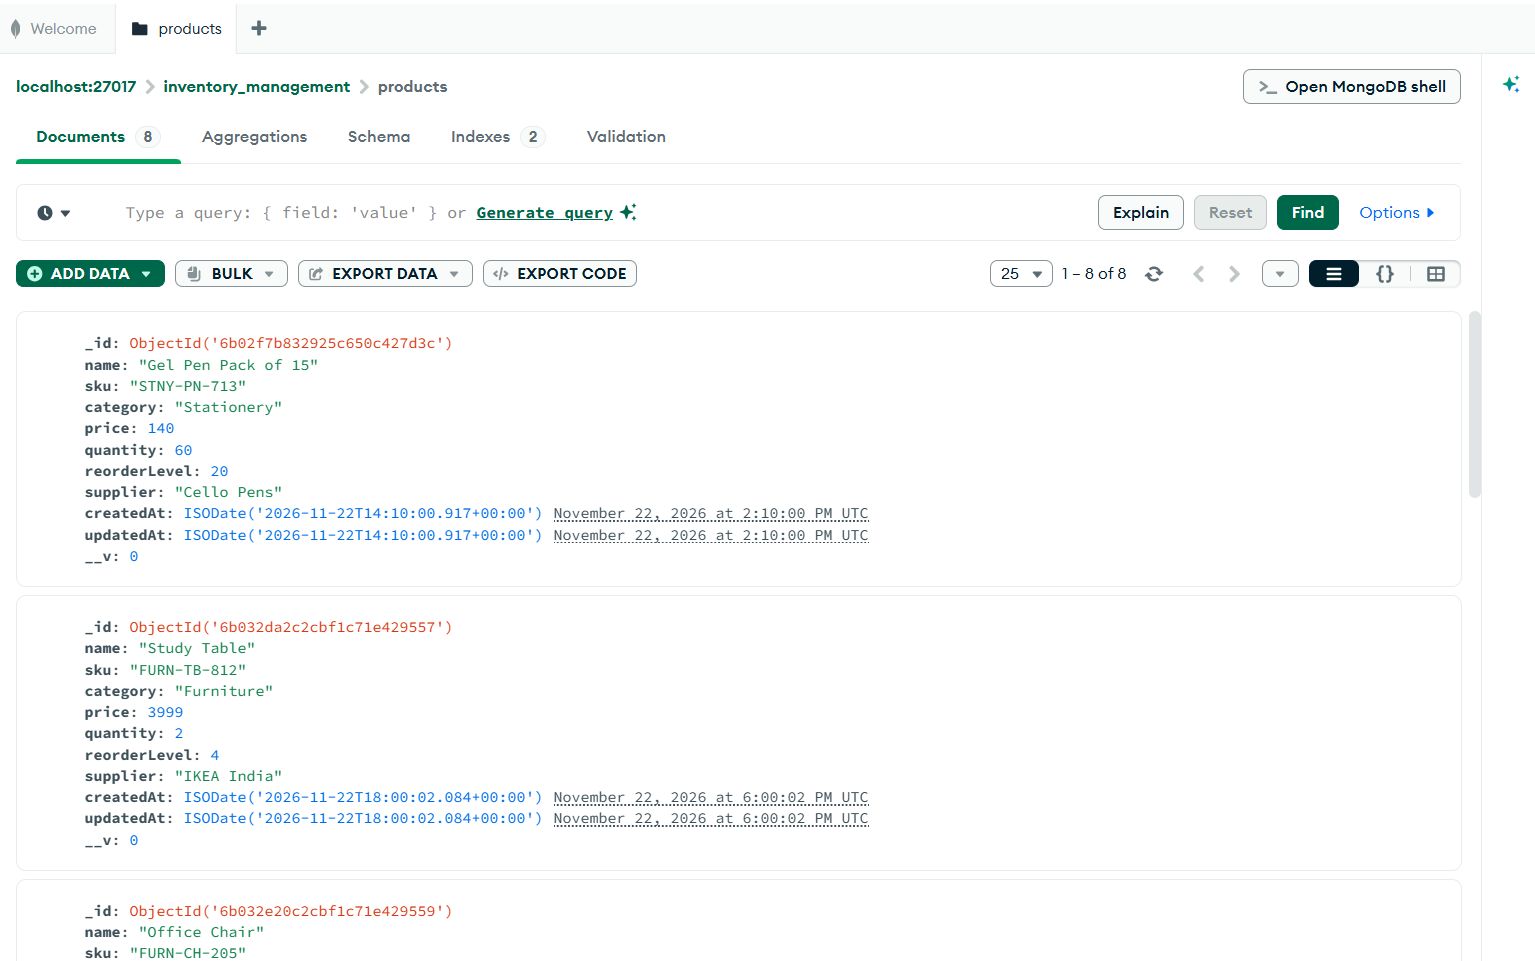 Welcome products
localhost:27017 inventory_management products Open MongoDB shell
Documents 8 Aggregations Schema Indexes 2 Validation
Type a query: { field: 'value' } or Generate query Explain Reset Find Options
ADD DATA BULK EXPORT DATA EXPORT CODE 25 1 – 8 of 8
_id: ObjectId('6b02f7b832925c650c427d3c')
name: "Gel Pen Pack of 15"
sku: "STNY-PN-713"
category: "Stationery"
price: 140
quantity: 60
reorderLevel: 20
supplier: "Cello Pens"
createdAt: ISODate('2026-11-22T14:10:00.917+00:00') November 22, 2026 at 2:10:00 PM UTC
updatedAt: ISODate('2026-11-22T14:10:00.917+00:00') November 22, 2026 at 2:10:00 PM UTC
__v: 0
_id: ObjectId('6b032da2c2cbf1c71e429557')
name: "Study Table"
sku: "FURN-TB-812"
category: "Furniture"
price: 3999
quantity: 2
reorderLevel: 4
supplier: "IKEA India"
createdAt: ISODate('2026-11-22T18:00:02.084+00:00') November 22, 2026 at 6:00:02 PM UTC
updatedAt: ISODate('2026-11-22T18:00:02.084+00:00') November 22, 2026 at 6:00:02 PM UTC
__v: 0
_id: ObjectId('6b032e20c2cbf1c71e429559')
name: "Office Chair"
sku: "FURN-CH-205"